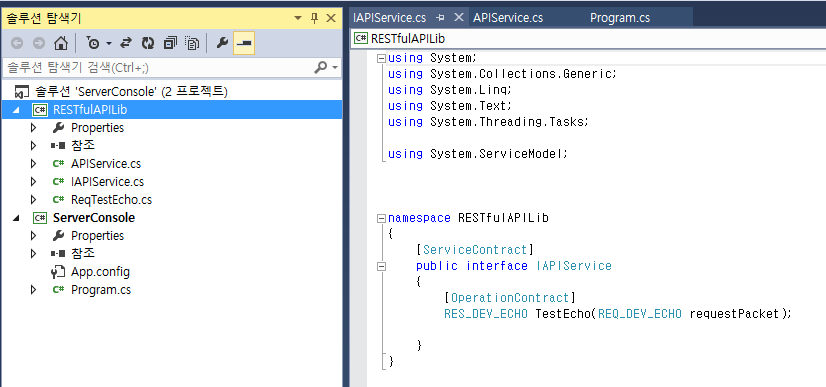 솔루션 탐색기
솔루션 탐색기 검색(Ctrl+;)
솔루션 'ServerConsole' (2 프로젝트)
C# RESTfulAPILib
Properties
참조
C# APIService.cs
C# IAPIService.cs
C# ReqTestEcho.cs
C# ServerConsole
Properties
참조
App.config
C# Program.cs
IAPIService.cs APIService.cs Program.cs
C# RESTfulAPILib
using System;
using System.Collections.Generic;
using System.Linq;
using System.Text;
using System.Threading.Tasks;
using System.ServiceModel;
namespace RESTfulAPILib
{
[ServiceContract]
public interface IAPIService
{
[OperationContract]
RES_DEV_ECHO TestEcho(REQ_DEV_ECHO requestPacket);
}
}